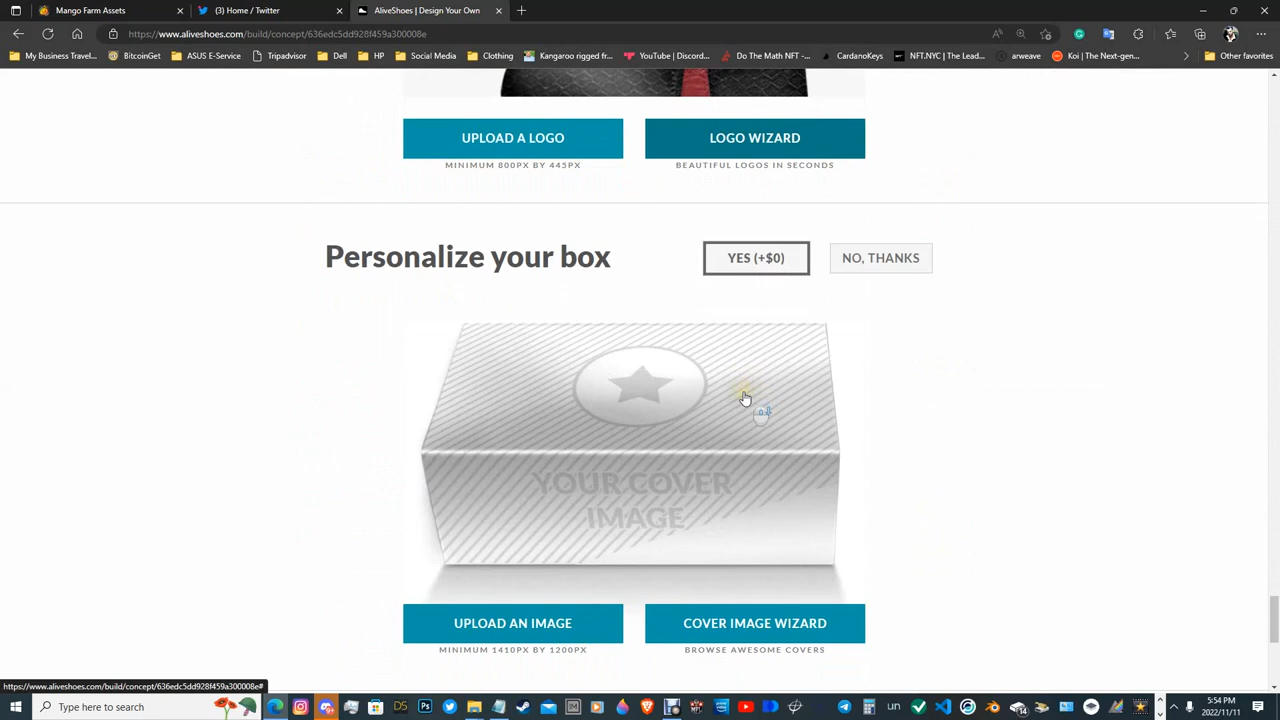 Mango Farm Assets
(3) Home / Twitter
AliveShoes | Design Your Own
https://www.aliveshoes.com/build/concept/636edc5dd928f459a300008e
My Business Travel...
BitcoinGet
ASUS E-Service
Tripadvisor
Dell
HP
Social Media
Clothing
Kangaroo rigged fr...
YouTube | Discord...
Do The Math NFT -...
CardanoKeys
NFT.NYC | The Lead...
arweave
Koi | The Next-gen...
Other favorites
UPLOAD A LOGO
LOGO WIZARD
MINIMUM 800PX BY 445PX
BEAUTIFUL LOGOS IN SECONDS
Personalize your box
YES (+$0)
NO, THANKS
YOUR COVER
IMAGE
UPLOAD AN IMAGE
COVER IMAGE WIZARD
MINIMUM 1410PX BY 1200PX
BROWSE AWESOME COVERS
https://www.aliveshoes.com/build/concept/636edc5dd928f459a300008e#
Type here to search
5:54 PM
2022/11/11